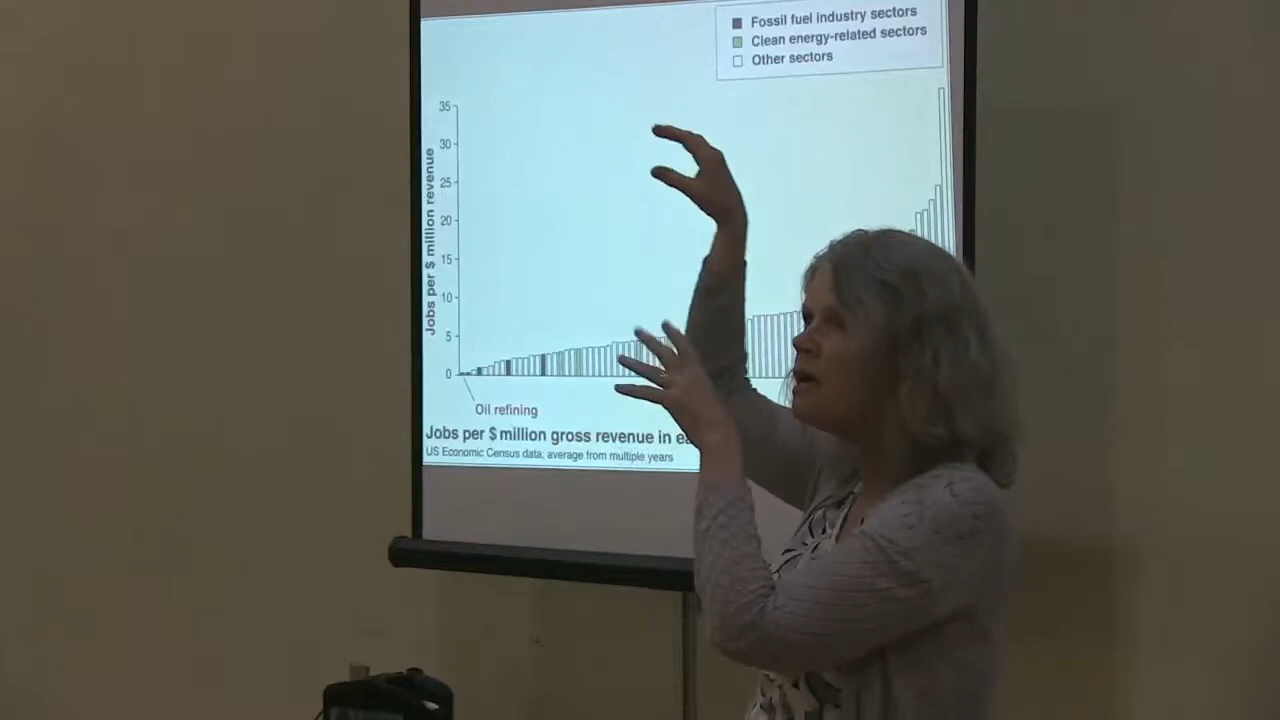 Fossil fuel industry sectors
Clean energy-related sectors
Other sectors
Jobs per $ million revenue
35
30
25
20
15
10
5
0
Oil refining
Jobs per $ million gross revenue in
US Economic Census data; average from multiple years